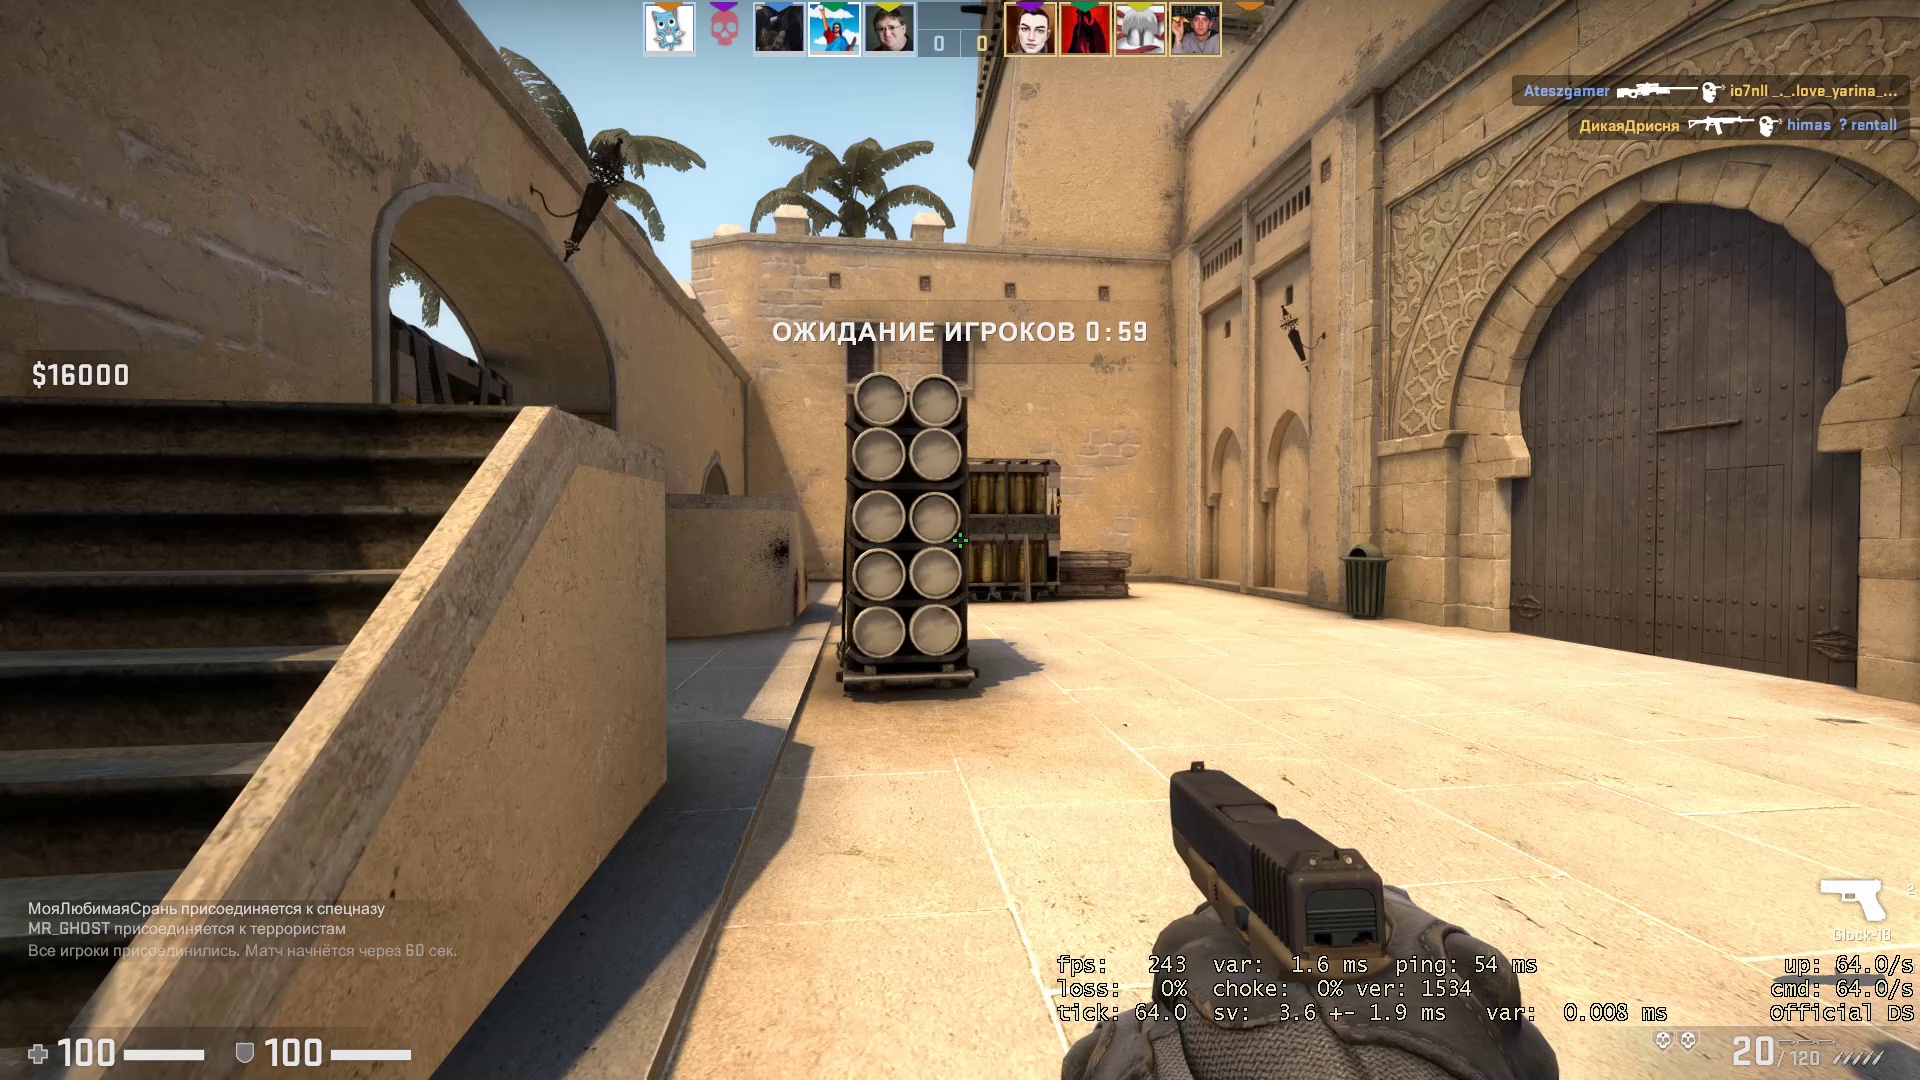 0 0
Ateszgamer io7nll _._.love_yarina_...
ДикаяДрисня himas ? rentall
ОЖИДАНИЕ ИГРОКОВ 0:59
$16000
МояЛюбимаяСрань присоединяется к спецназу
MR_GHOST присоединяется к террористам
Все игроки присоединились. Матч начнётся через 60 сек.
2
Glock-18
fps: 243 var: 1.6 ms ping: 54 ms up: 64.0/s
loss: 0% choke: 0% ver: 1534 cmd: 64.0/s
tick: 64.0 sv: 3.6 +- 1.9 ms var: 0.008 ms Official DS
100 100 20 / 120